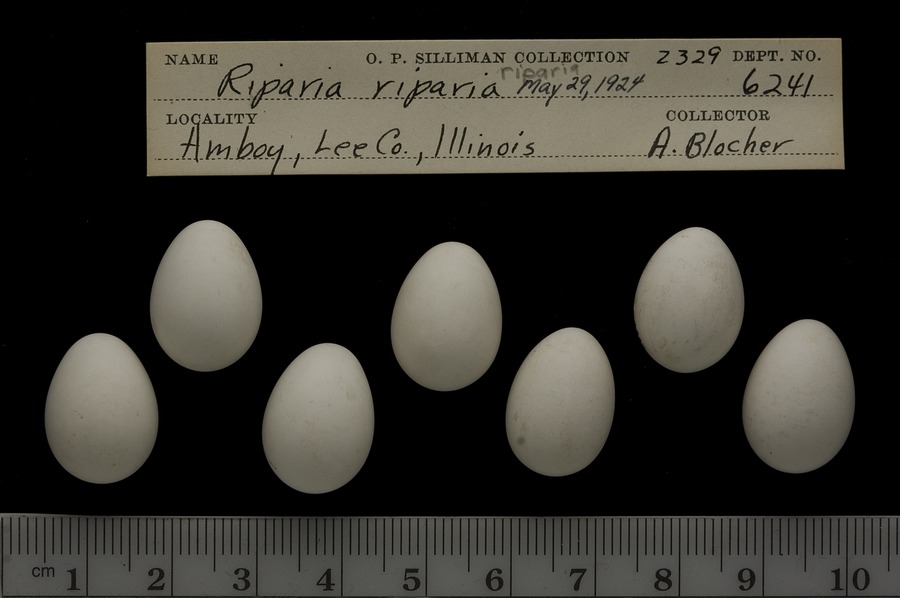 NAME O. P. SILLIMAN COLLECTION 2329 DEPT. NO.
riparia
Riparia riparia May 29, 1924 6241
LOCALITY COLLECTOR
Amboy, Lee Co., Illinois A. Blocher
cm 1 2 3 4 5 6 7 8 9 10